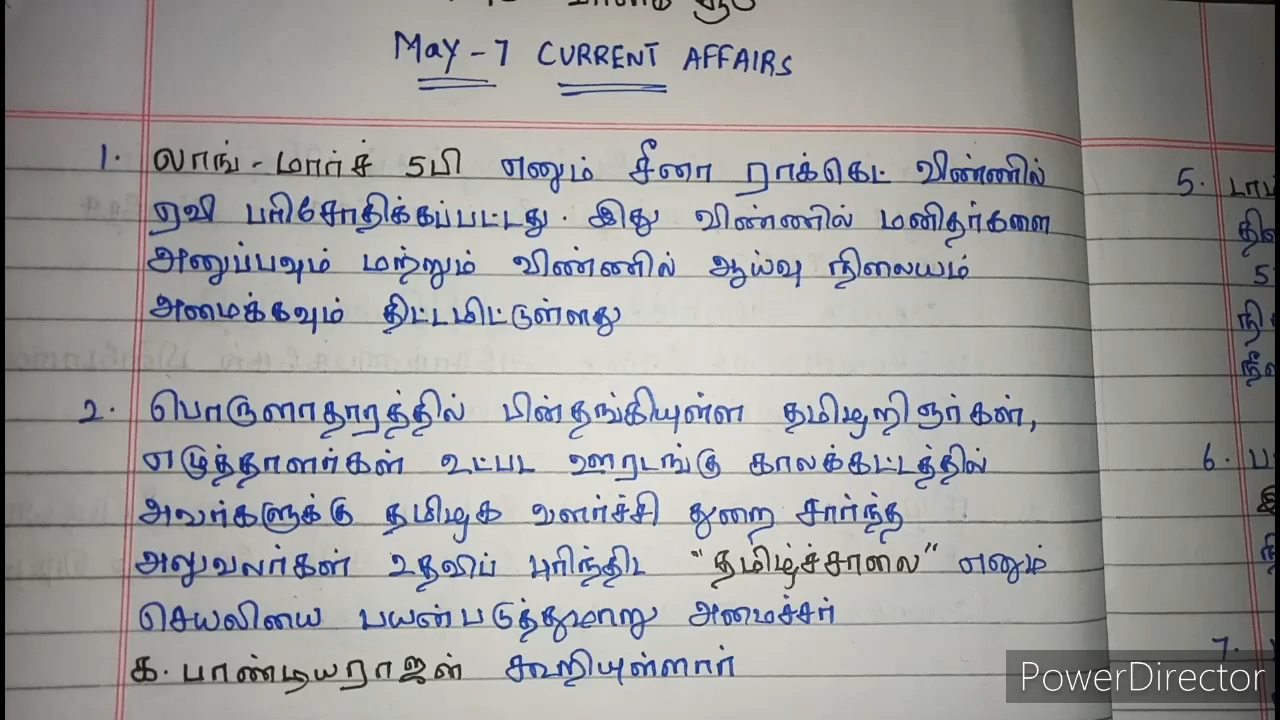 May - 7 CURRENT AFFAIRS
1. லாங் - மார்ச் 5பி எனும் சீனா ராக்கெட் விண்ணில்
ஏவி பரிசோதிக்கப்பட்டது. இது விண்ணில் மனிதர்களை
அனுப்பவும் மற்றும் விண்ணில் ஆய்வு நிலையம்
அமைக்கவும் திட்டமிட்டுள்ளது
2. பொருளாதாரத்தில் பின்தங்கியுள்ள தமிழறிஞர்கள்,
எழுத்தாளர்கள் உட்பட ஊரடங்கு காலக்கட்டத்தில்
அவர்களுக்கு தமிழக வளர்ச்சி துறை சார்ந்த
அலுவலர்கள் உதவிப் புரிந்திட "தமிழ்ச்சாலை" எனும்
செயலியை பயன்படுத்துமாறு அமைச்சர்
க. பாண்டியராஜன் கூறியுள்ளார்
5.
5
6.
7.
PowerDirector